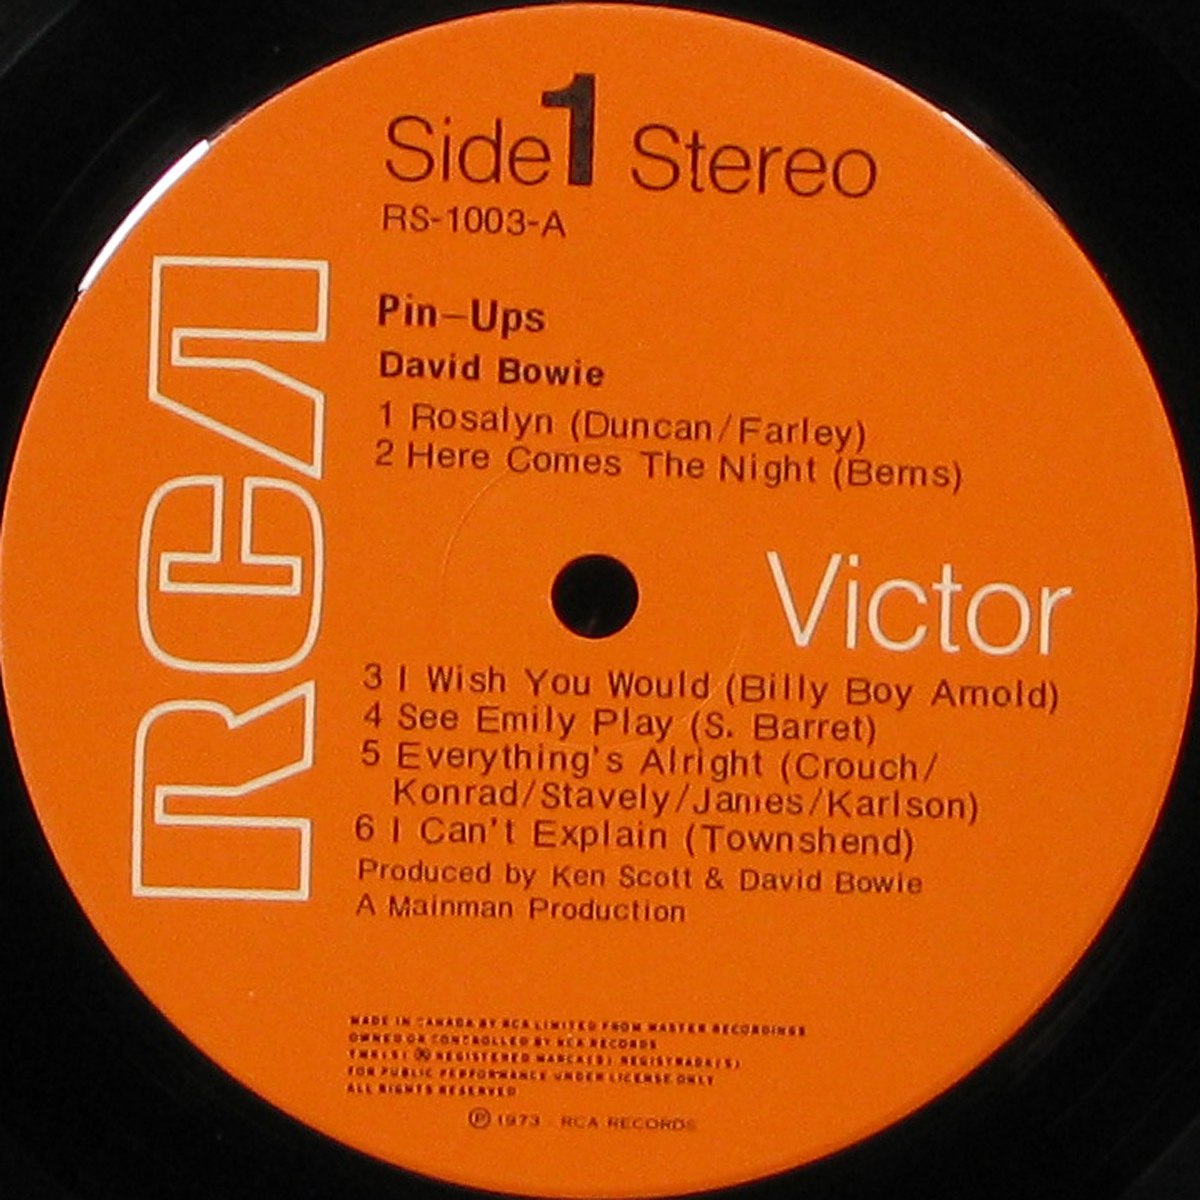 Side 1 Stereo
RS-1003-A
Pin-Ups
David Bowie
1 Rosalyn (Duncan/Farley)
2 Here Comes The Night (Berns)
RCA
Victor
3 I Wish You Would (Billy Boy Arnold)
4 See Emily Play (S. Barret)
5 Everything's Alright (Crouch/
Konrad/Stavely/James/Karlson)
6 I Can't Explain (Townshend)
Produced by Ken Scott & David Bowie
A Mainman Production
MADE IN CANADA BY RCA LIMITED FROM MASTER RECORDINGS
OWNED OR CONTROLLED BY RCA RECORDS
TMK(S) ® REGISTERED MARCA(S) REGISTRADA(S)
FOR PUBLIC PERFORMANCE UNDER LICENSE ONLY
ALL RIGHTS RESERVED
℗ 1973 RCA RECORDS